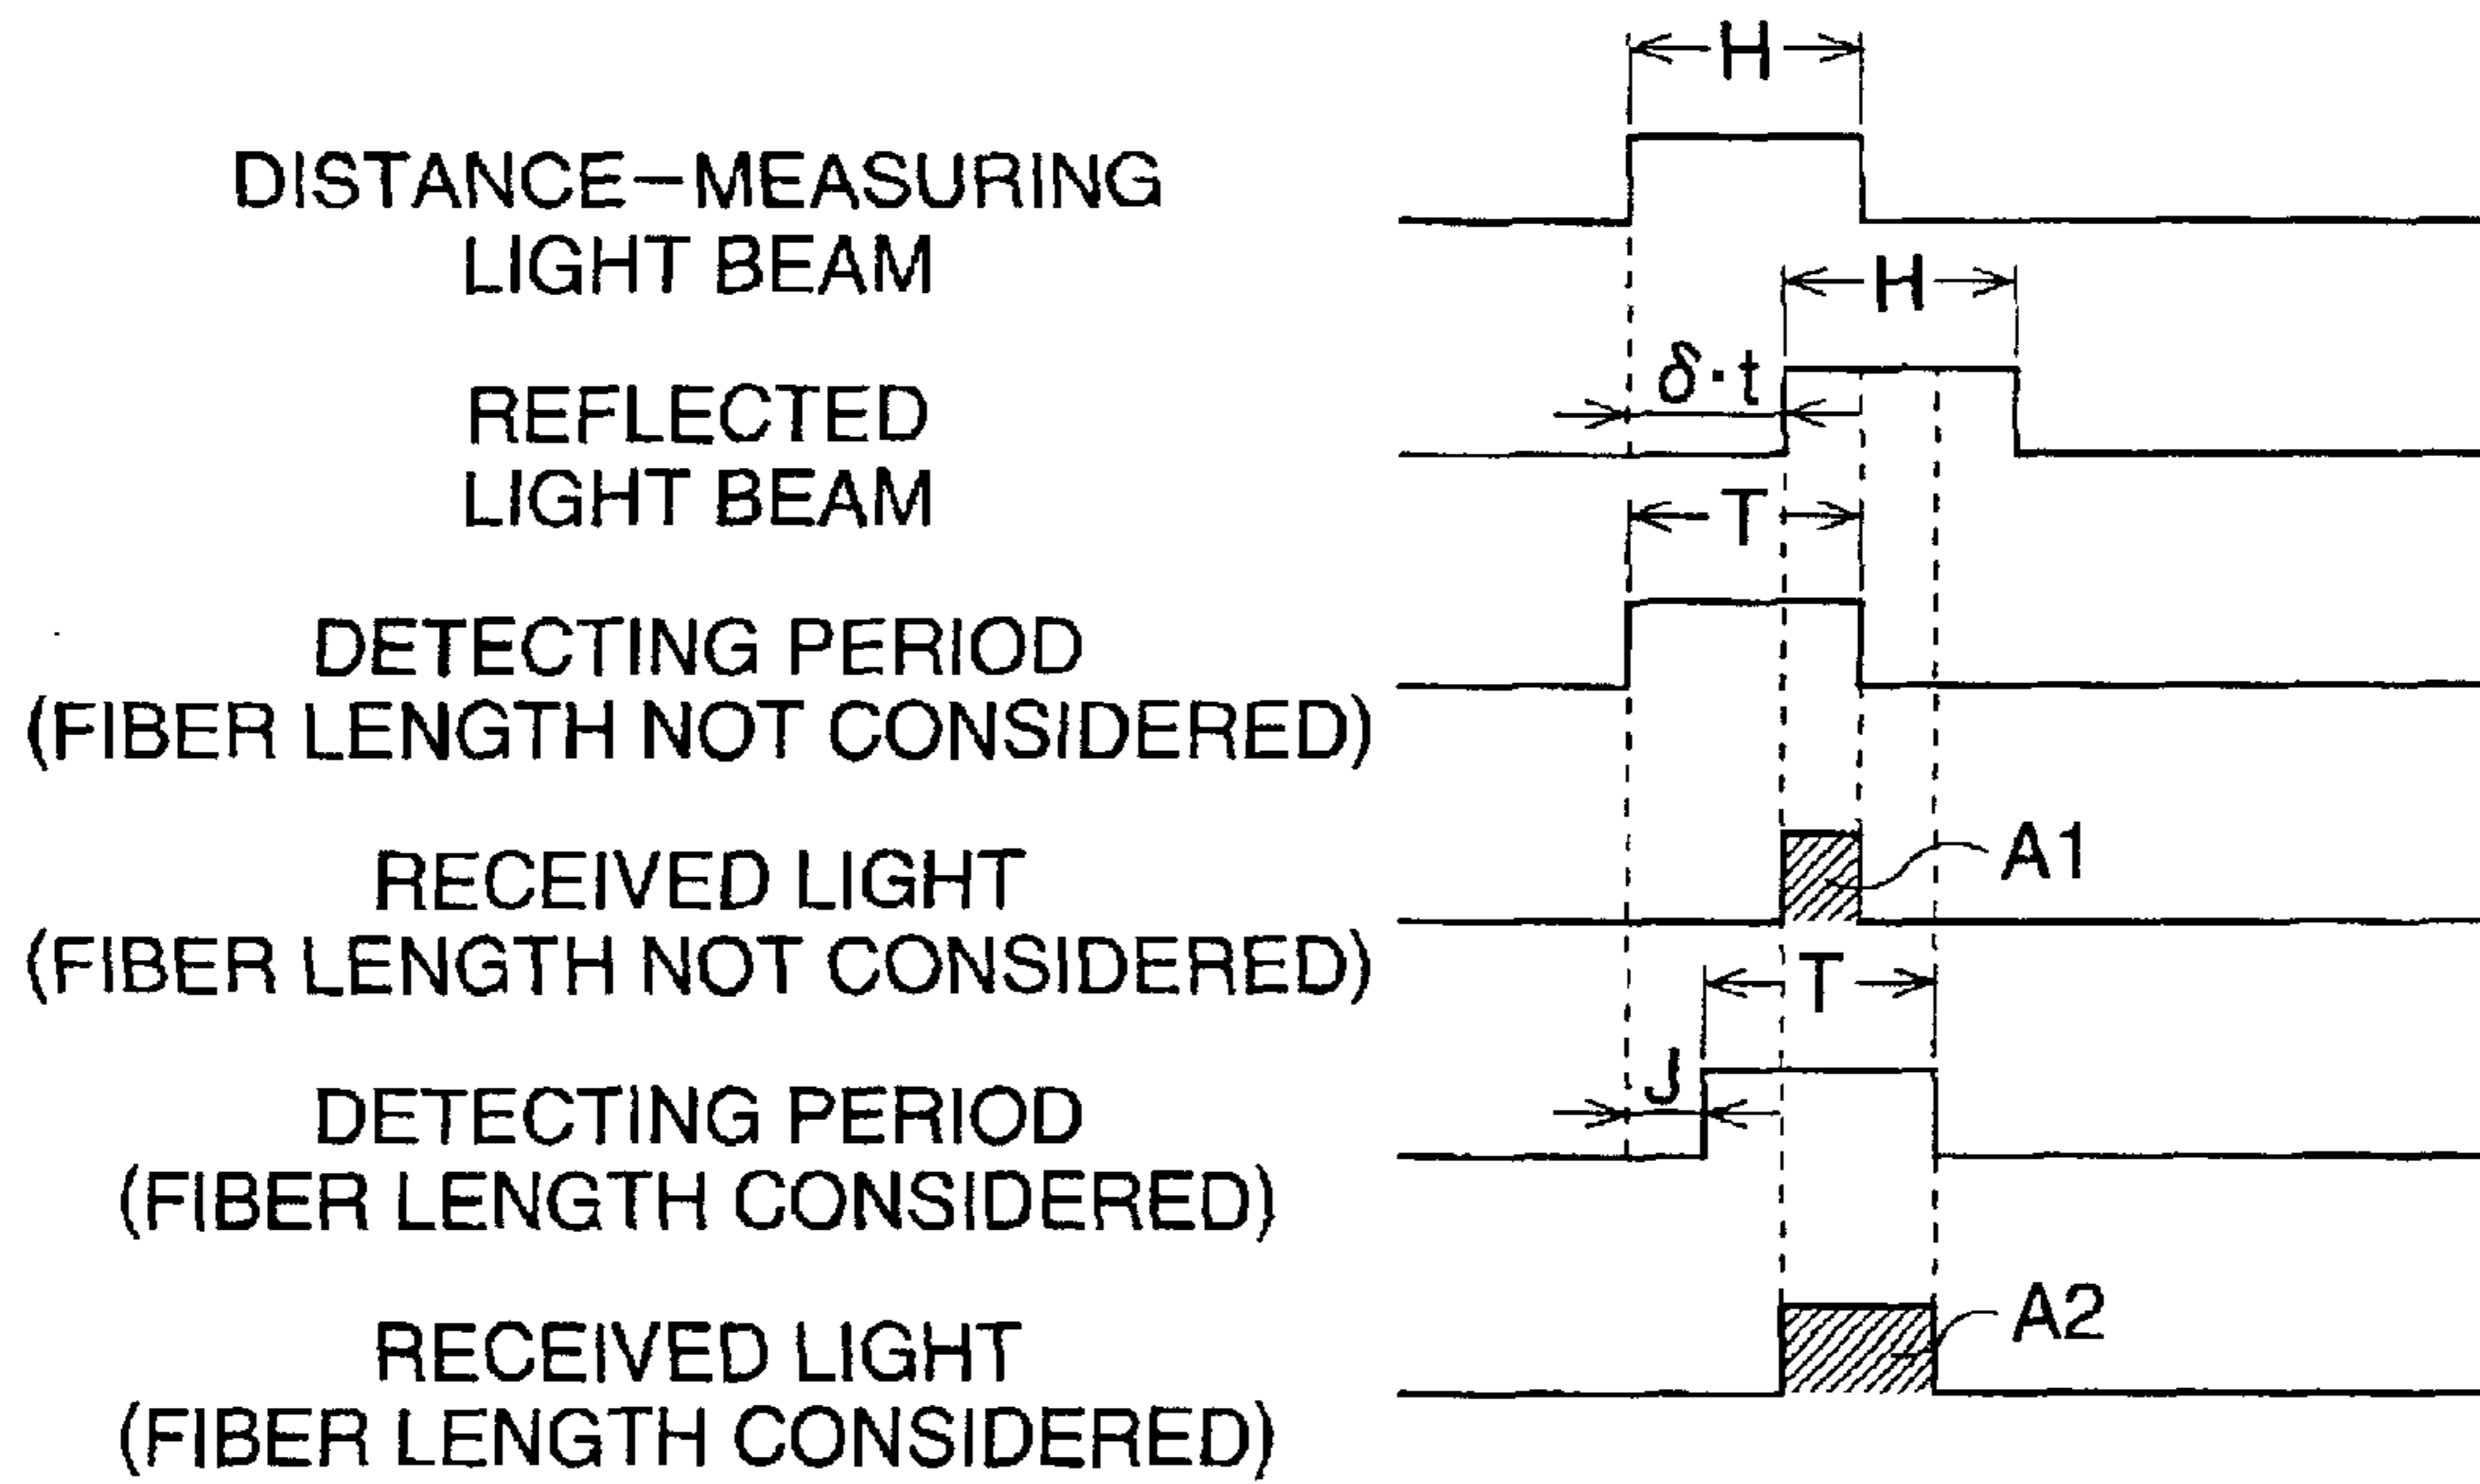 H
DISTANCE-MEASURING
LIGHT BEAM
H
δ·t
REFLECTED
LIGHT BEAM
T
DETECTING PERIOD
(FIBER LENGTH NOT CONSIDERED)
RECEIVED LIGHT
(FIBER LENGTH NOT CONSIDERED)
A1
T
J
DETECTING PERIOD
(FIBER LENGTH CONSIDERED)
RECEIVED LIGHT
(FIBER LENGTH CONSIDERED)
A2